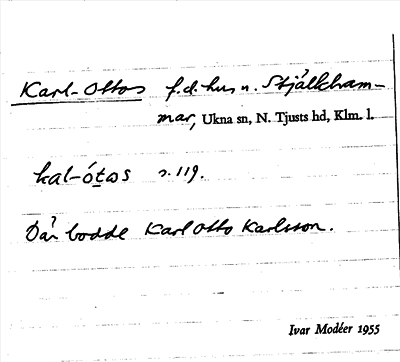 Karl-Ottos f.d. hus n. Stjälkham-
mar, Ukna sn, N. Tjusts hd, Klm. l.
kal-ótωs s. 119.
Där bodde Karl Otto Karlsson.
Ivar Modéer 1955